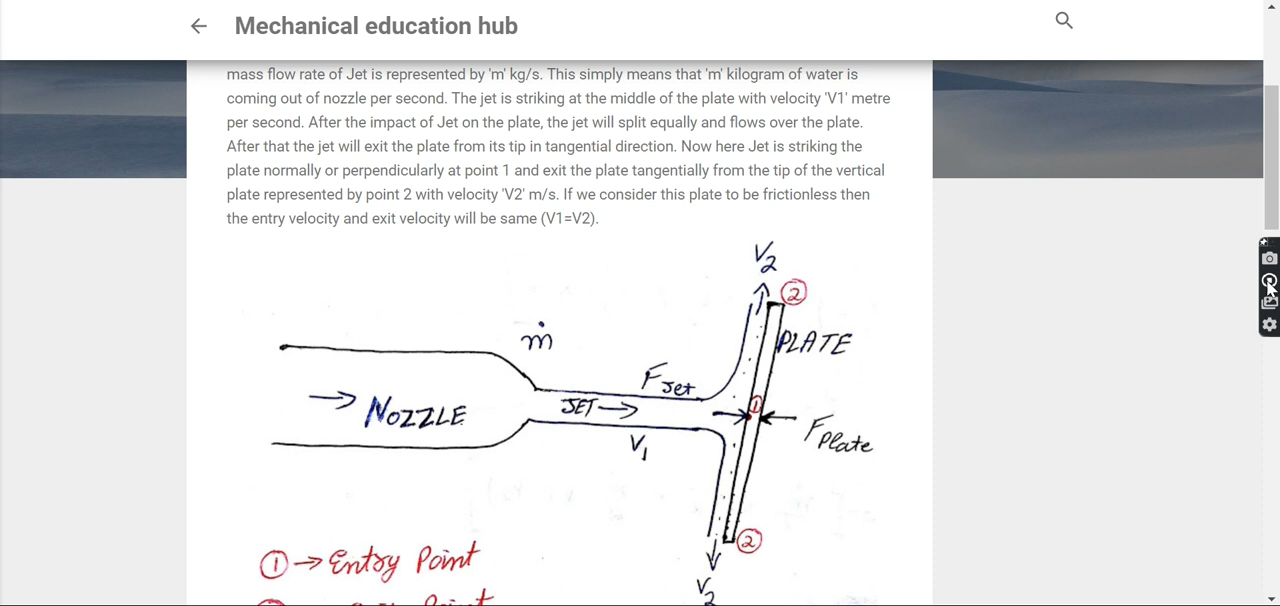 Mechanical education hub
mass flow rate of Jet is represented by 'm' kg/s. This simply means that 'm' kilogram of water is
coming out of nozzle per second. The jet is striking at the middle of the plate with velocity 'V1' metre
per second. After the impact of Jet on the plate, the jet will split equally and flows over the plate.
After that the jet will exit the plate from its tip in tangential direction. Now here Jet is striking the
plate normally or perpendicularly at point 1 and exit the plate tangentially from the tip of the vertical
plate represented by point 2 with velocity 'V2' m/s. If we consider this plate to be frictionless then
the entry velocity and exit velocity will be same (V1=V2).
V2
2
ṁ
PLATE
FJet
JET →
1
→ NOZZLE
V1
FPlate
2
1 → Entry Point
V2
Point